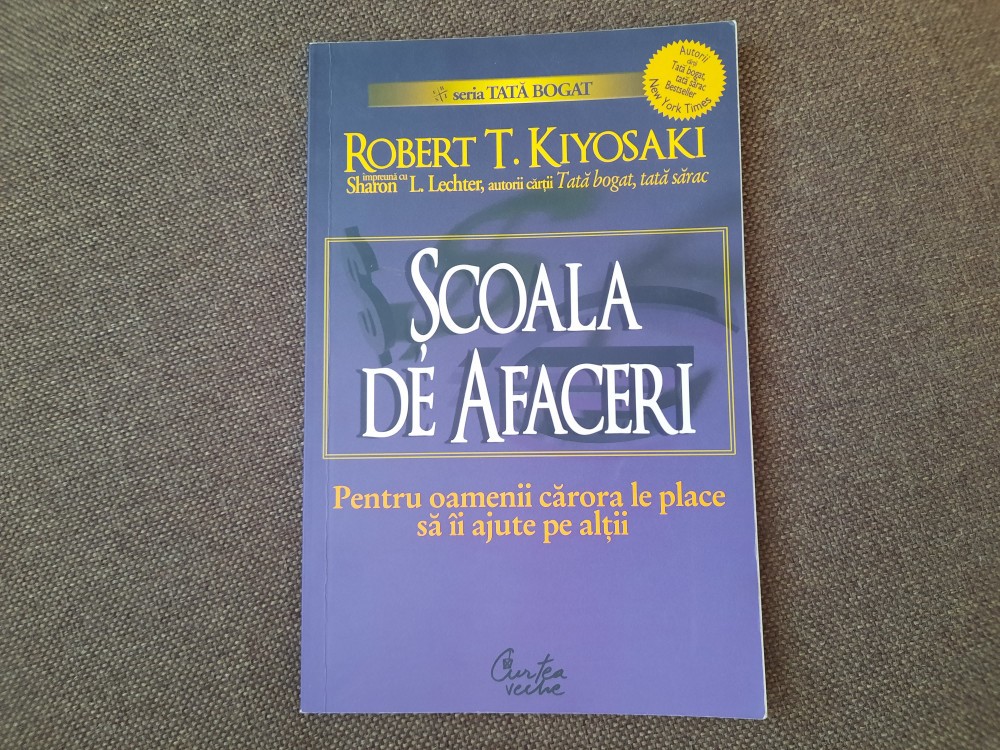 seria TATĂ BOGAT
Autorii
cărții
Tată bogat,
tată sărac
Bestseller
New York Times
ROBERT T. KIYOSAKI
împreună cu
Sharon L. Lechter, autorii cărții Tată bogat, tată sărac
ȘCOALA
DE AFACERI
Pentru oamenii cărora le place
să îi ajute pe alții
Curtea
veche